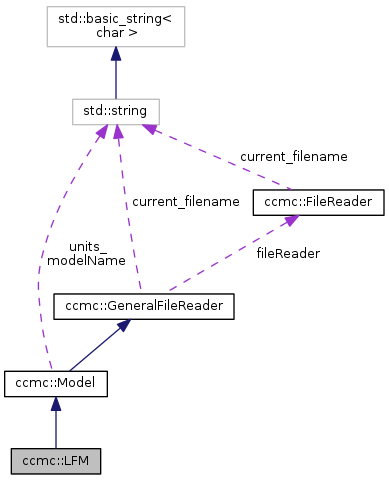 std::basic_string<
char >
std::string
current_filename
ccmc::FileReader
current_filename
units_
modelName
fileReader
ccmc::GeneralFileReader
ccmc::Model
ccmc::LFM